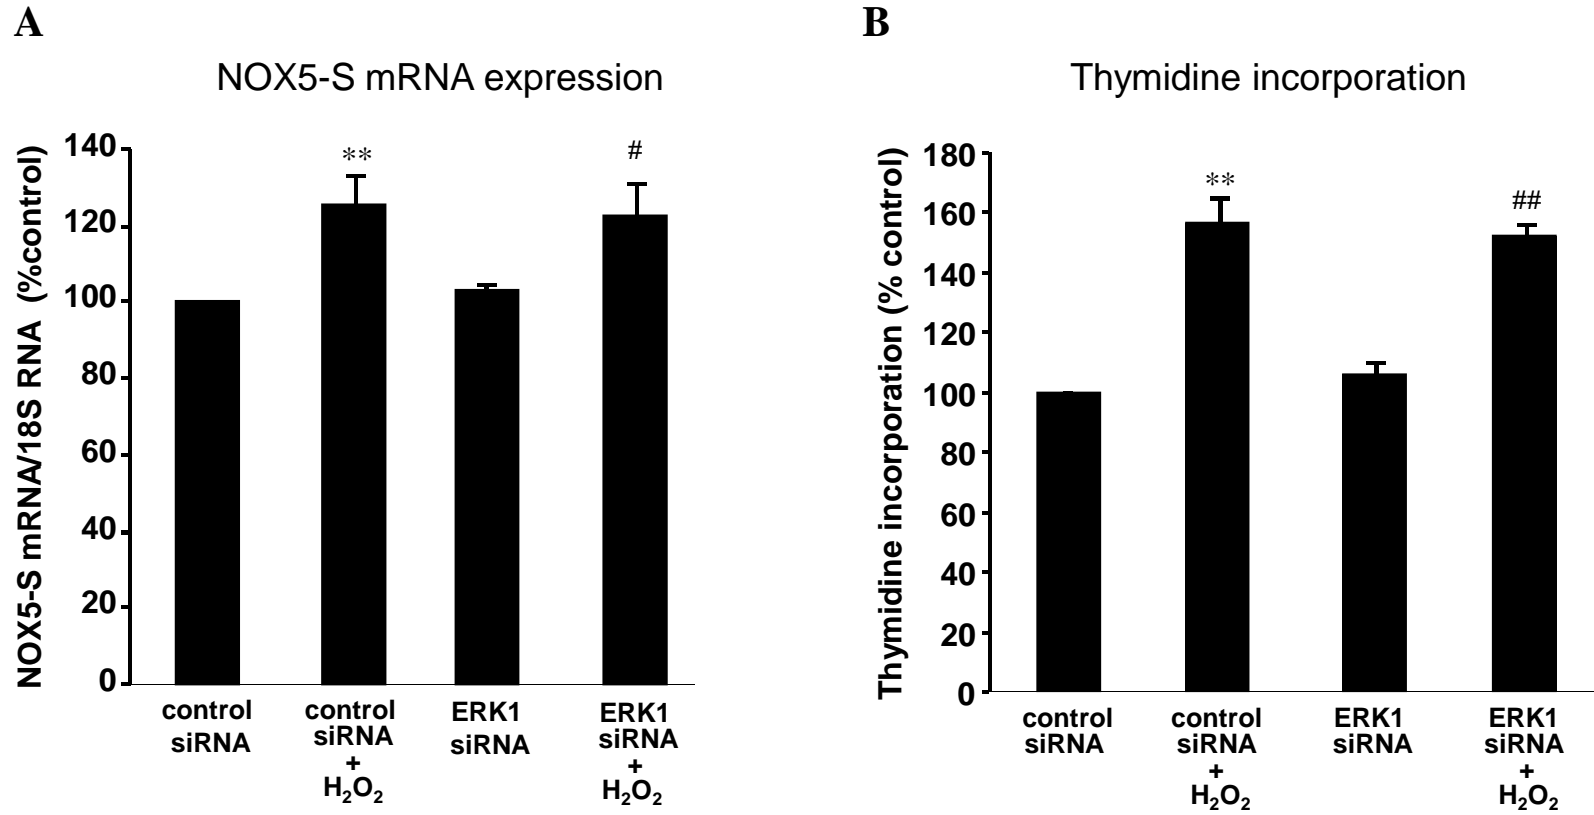 A
NOX5-S mRNA expression
NOX5-S mRNA/18S RNA (%control)
140
120
100
80
60
40
20
0
**
#
control
siRNA
control
siRNA
+
H₂O₂
ERK1
siRNA
ERK1
siRNA
+
H₂O₂
B
Thymidine incorporation
Thymidine incorporation (% control)
180
160
140
120
100
80
60
40
20
0
**
##
control
siRNA
control
siRNA
+
H₂O₂
ERK1
siRNA
ERK1
siRNA
+
H₂O₂